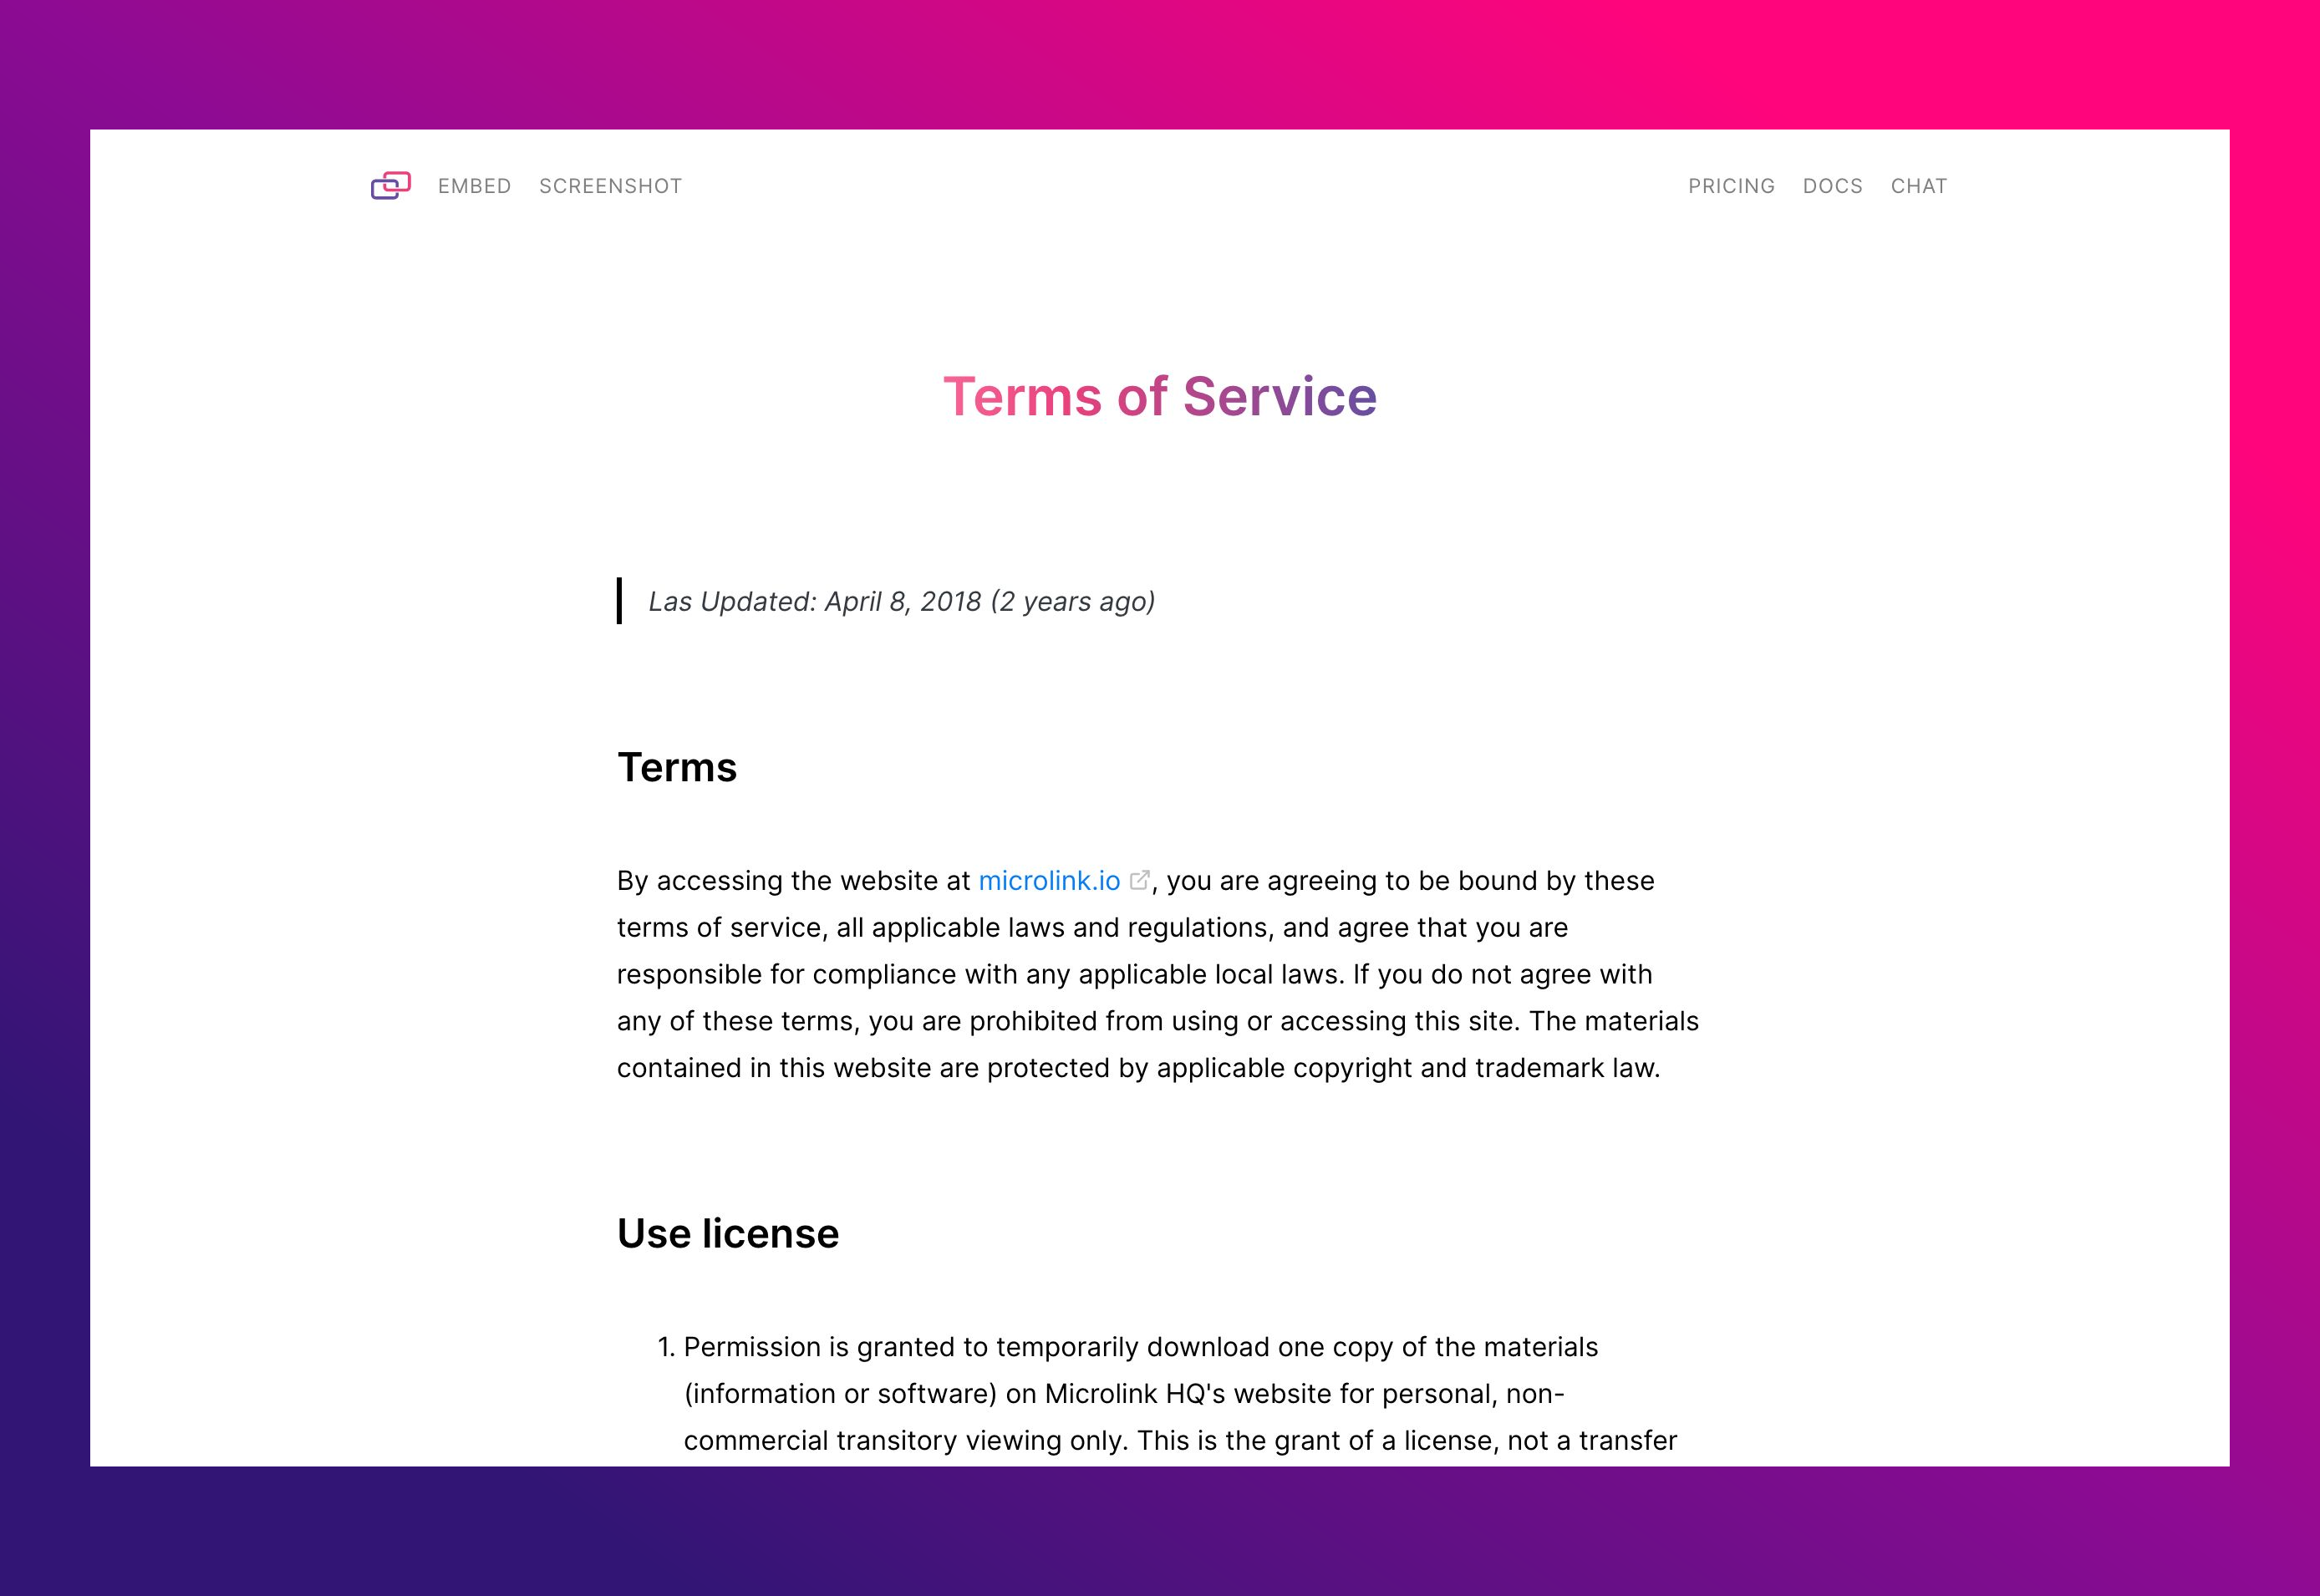 EMBED SCREENSHOT PRICING DOCS CHAT
Terms of Service
Las Updated: April 8, 2018 (2 years ago)
Terms
By accessing the website at microlink.io , you are agreeing to be bound by these
terms of service, all applicable laws and regulations, and agree that you are
responsible for compliance with any applicable local laws. If you do not agree with
any of these terms, you are prohibited from using or accessing this site. The materials
contained in this website are protected by applicable copyright and trademark law.
Use license
1. Permission is granted to temporarily download one copy of the materials
(information or software) on Microlink HQ's website for personal, non-
commercial transitory viewing only. This is the grant of a license, not a transfer